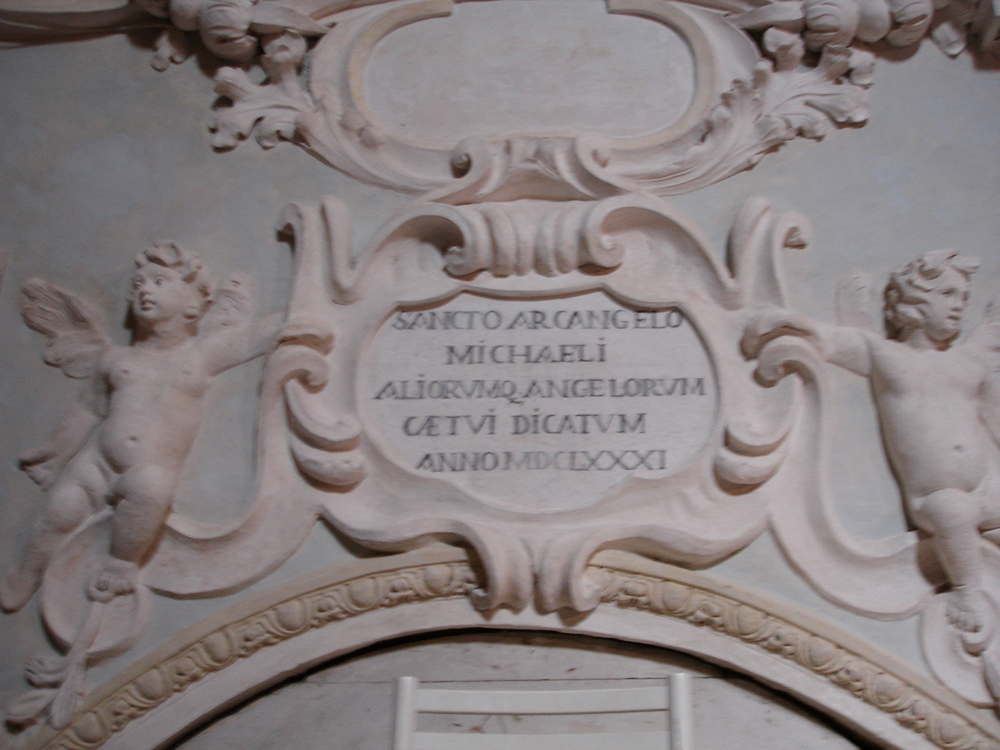 SANCTO ARCANGELO
MICHAELI
ALIORVMQ ANGELORVM
CÆTVI DICATVM
ANNO MDCLXXXI